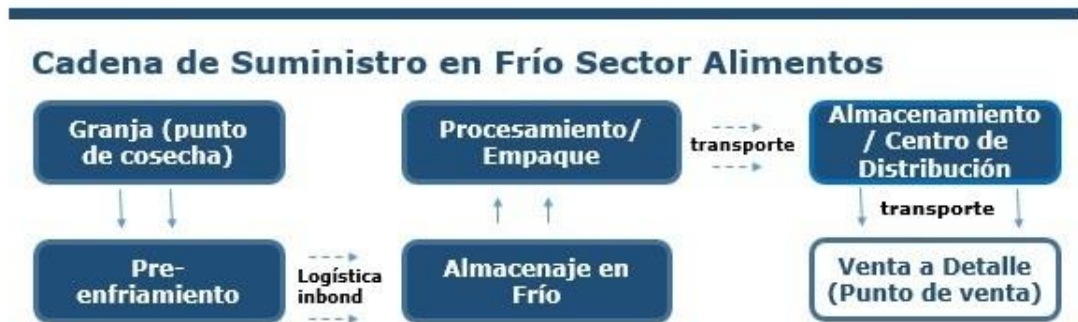 Cadena de Suministro en Frío Sector Alimentos
Granja (punto
de cosecha)
Pre-
enfriamiento
Logística
inbond
Almacenaje en
Frío
Procesamiento/
Empaque
transporte
Almacenamiento
/ Centro de
Distribución
transporte
Venta a Detalle
(Punto de venta)